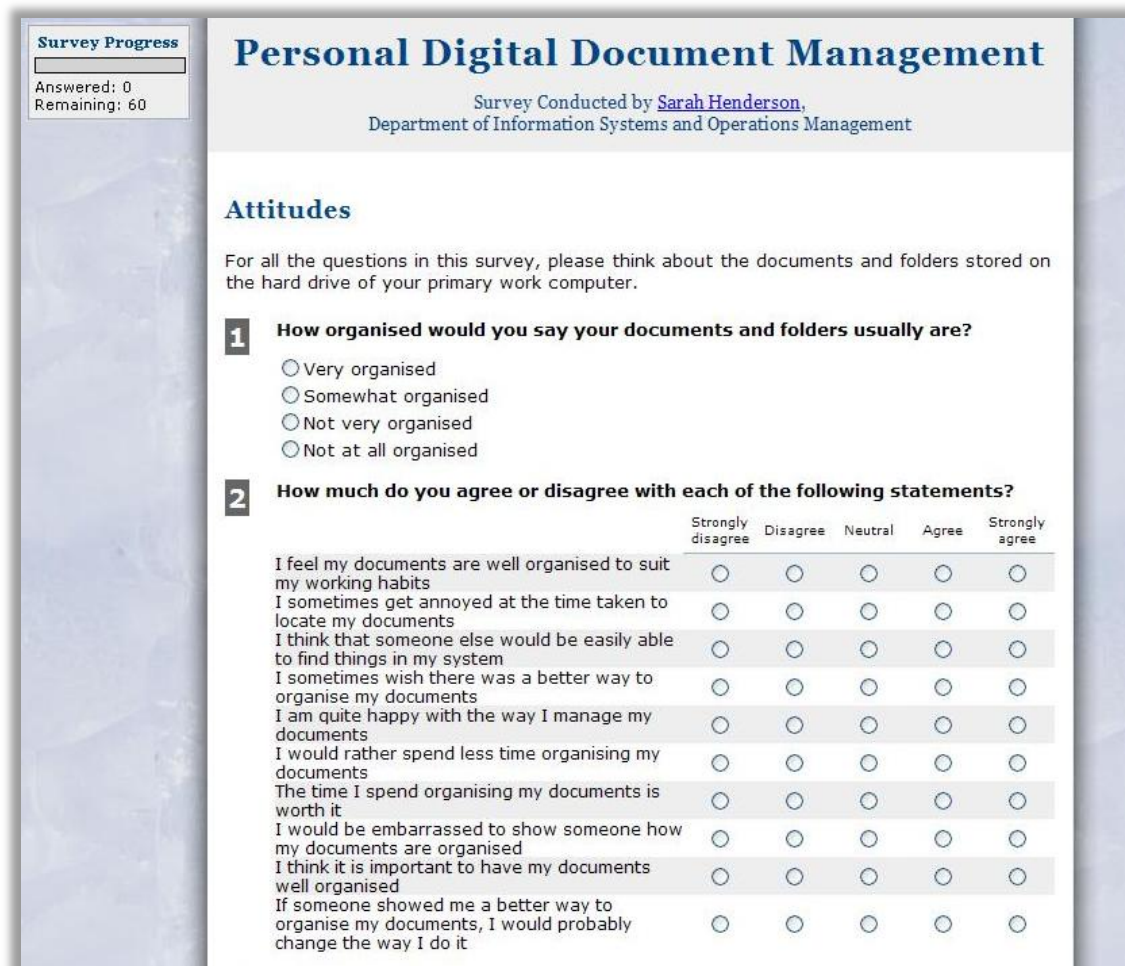 Survey Progress
Answered: 0
Remaining: 60
Personal Digital Document Management
Survey Conducted by Sarah Henderson,
Department of Information Systems and Operations Management
Attitudes
For all the questions in this survey, please think about the documents and folders stored on
the hard drive of your primary work computer.
1 How organised would you say your documents and folders usually are?
Very organised
Somewhat organised
Not very organised
Not at all organised
2 How much do you agree or disagree with each of the following statements?
Strongly disagree Disagree Neutral Agree Strongly agree
I feel my documents are well organised to suit
my working habits
I sometimes get annoyed at the time taken to
locate my documents
I think that someone else would be easily able
to find things in my system
I sometimes wish there was a better way to
organise my documents
I am quite happy with the way I manage my
documents
I would rather spend less time organising my
documents
The time I spend organising my documents is
worth it
I would be embarrassed to show someone how
my documents are organised
I think it is important to have my documents
well organised
If someone showed me a better way to
organise my documents, I would probably
change the way I do it